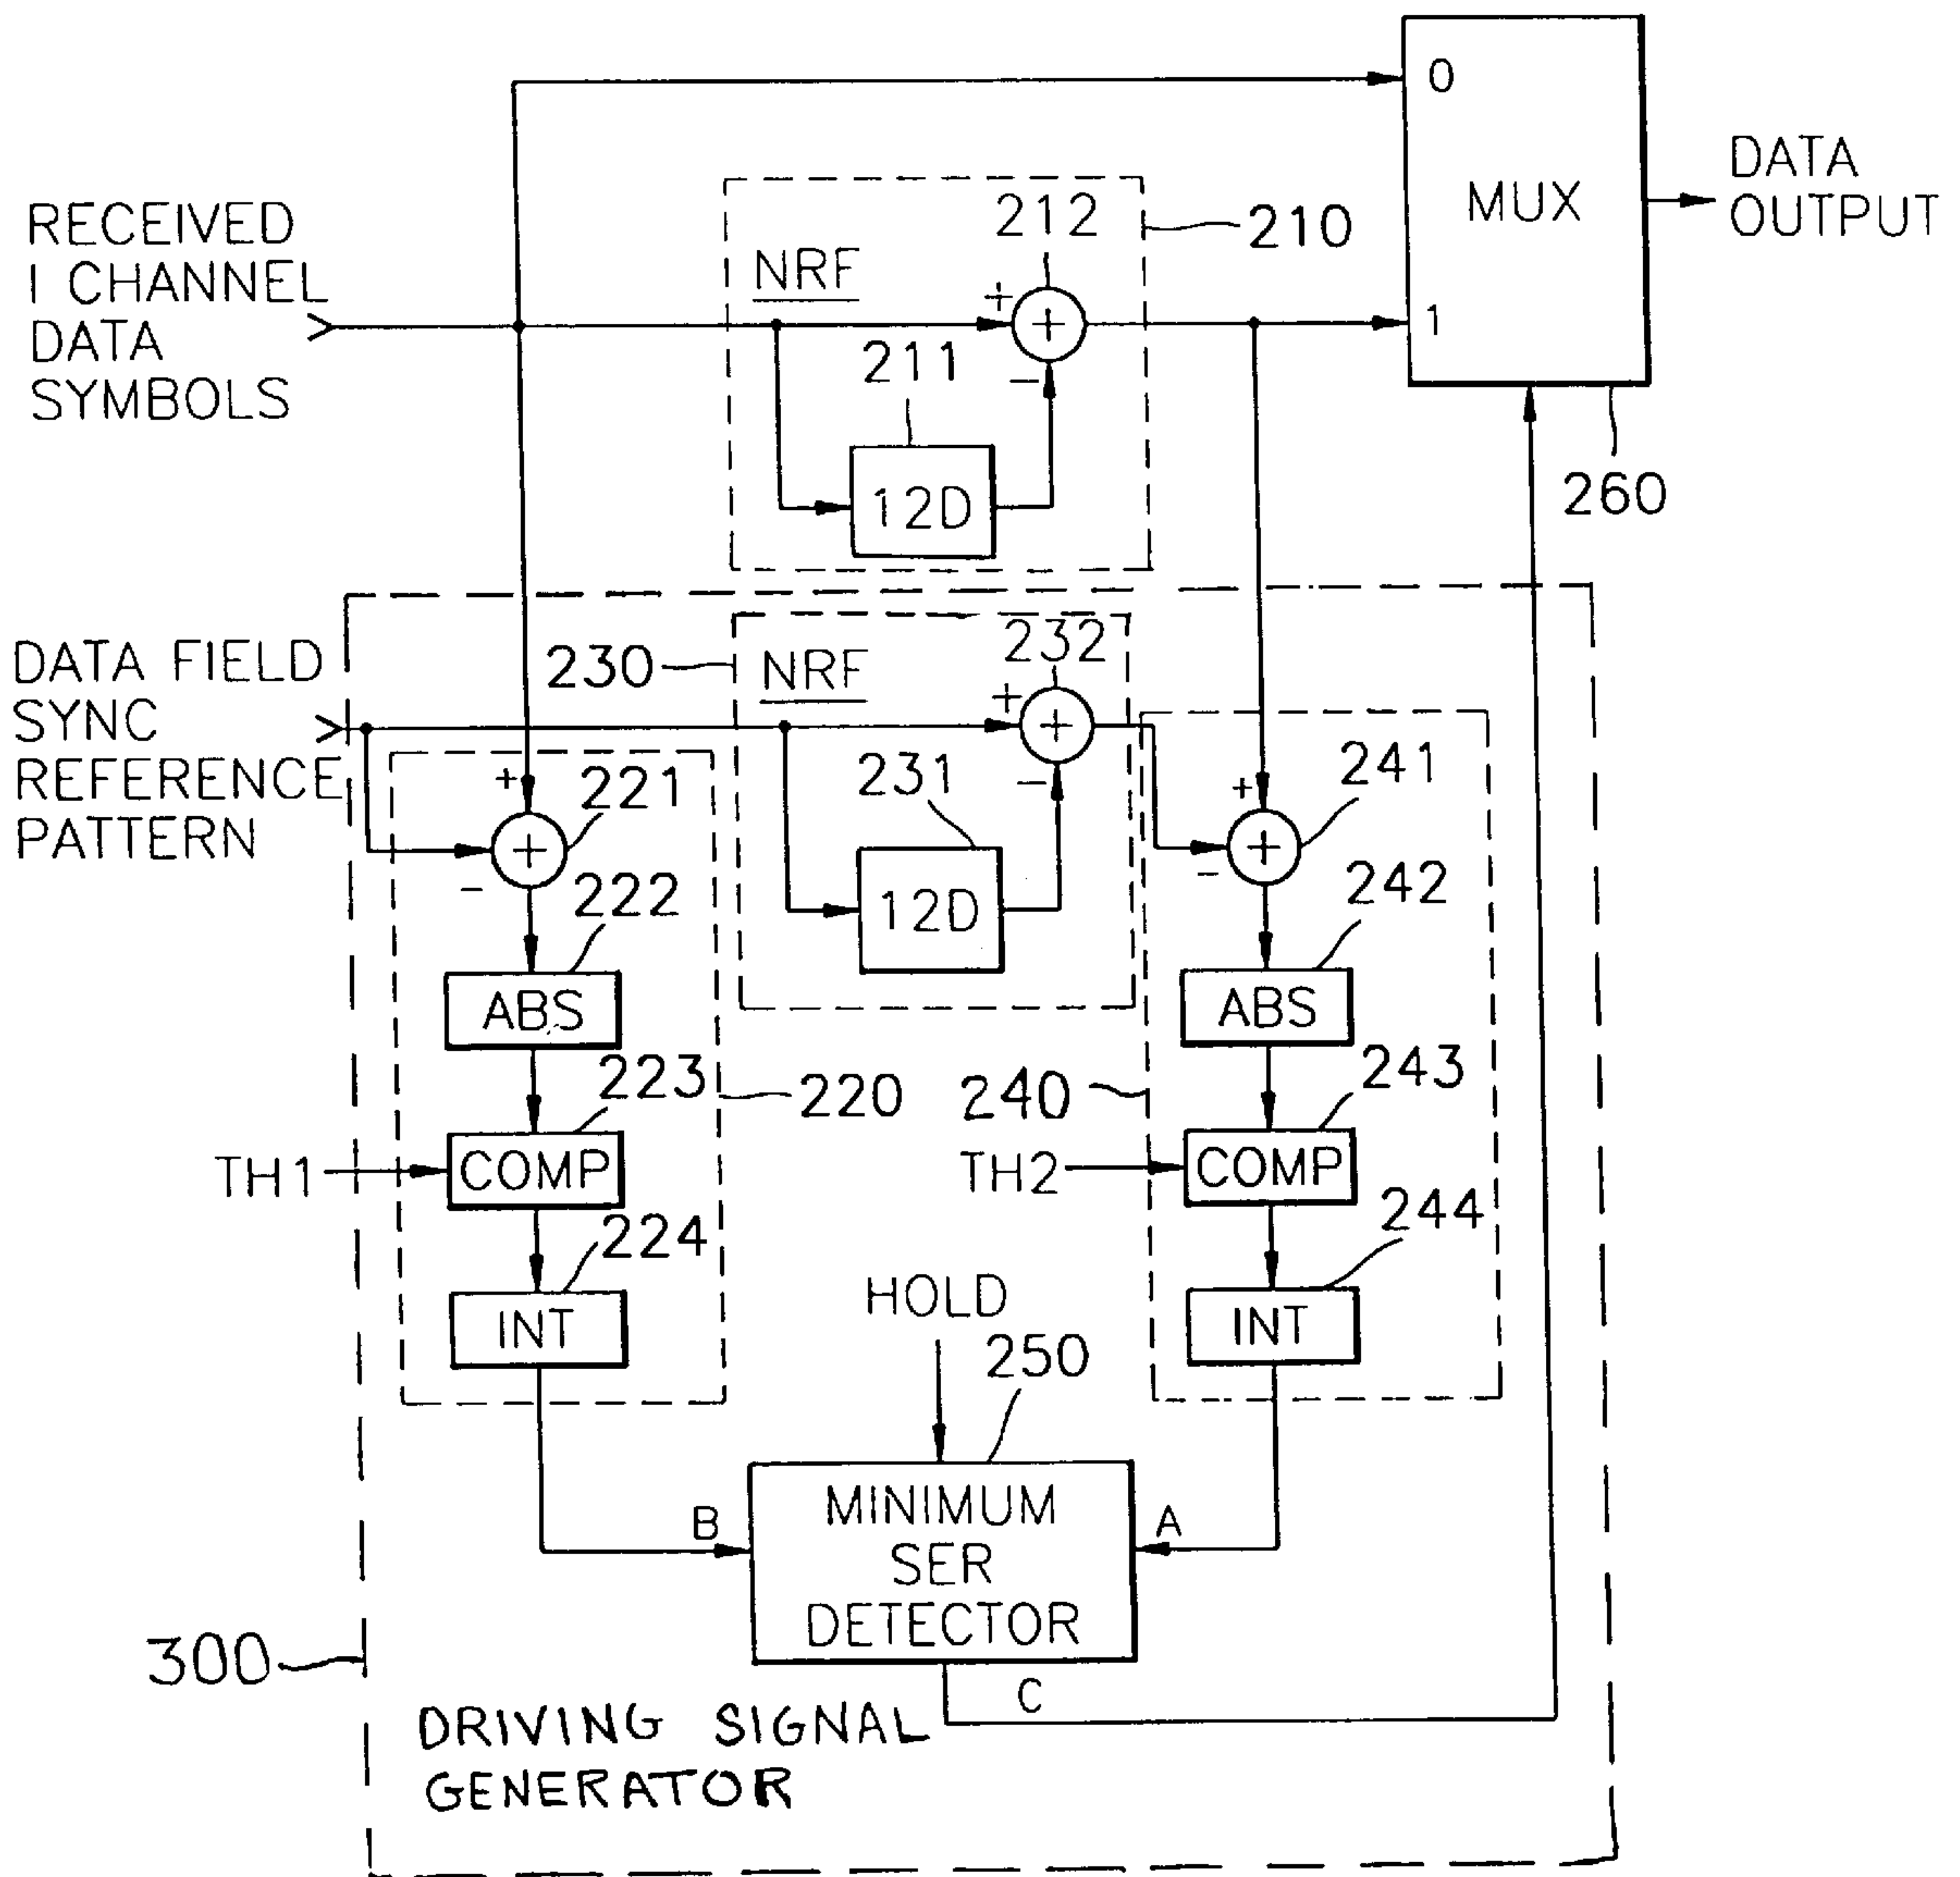 0
MUX
DATA
OUTPUT
1
260
RECEIVED
I CHANNEL
DATA
SYMBOLS
NRF
212
210
+
+
−
211
12D
DATA FIELD
SYNC
REFERENCE
PATTERN
230
NRF
232
+
+
−
231
12D
+
221
+
−
222
ABS
223
220
TH1
COMP
224
INT
+
241
+
−
242
ABS
243
240
TH2
COMP
244
INT
HOLD
250
B
MINIMUM
SER
DETECTOR
A
C
300
DRIVING SIGNAL
GENERATOR